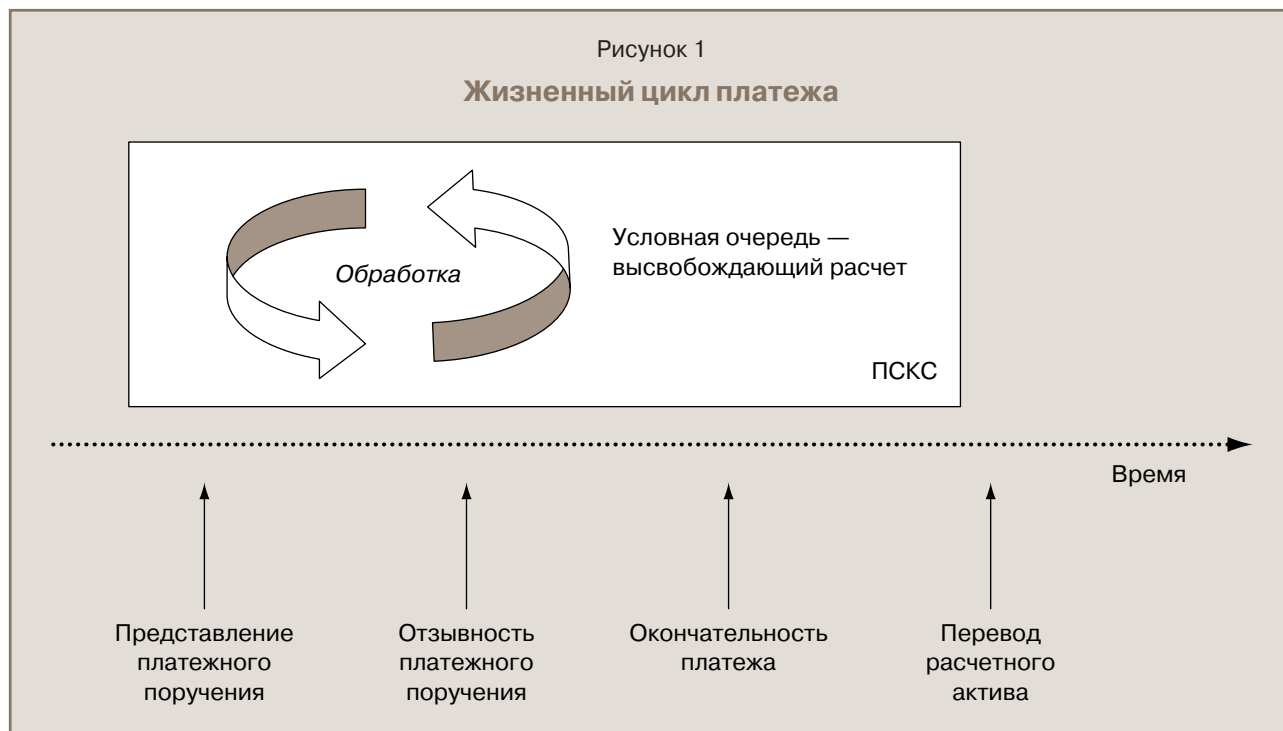 Рисунок 1
Жизненный цикл платежа
Условная очередь —
высвобождающий расчет
Обработка
ПСКС
Время
Представление
платежного
поручения
Отзывность
платежного
поручения
Окончательность
платежа
Перевод
расчетного
актива